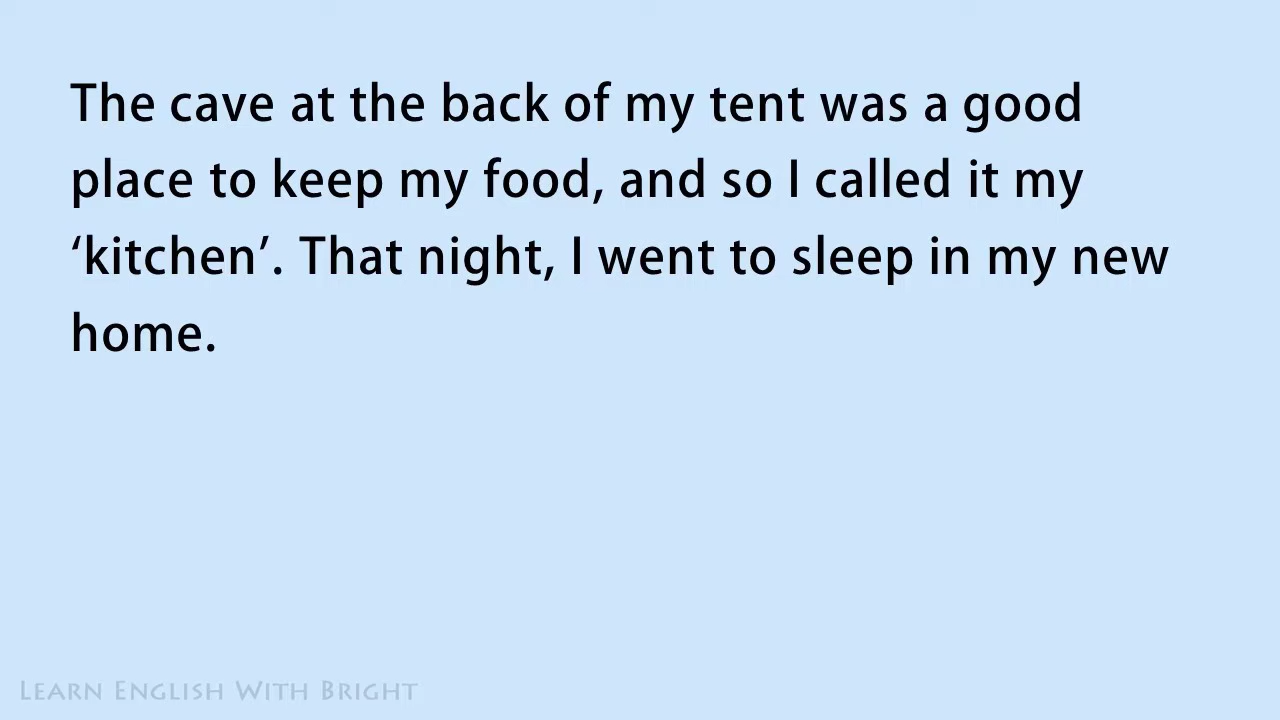 The cave at the back of my tent was a good
place to keep my food, and so I called it my
‘kitchen’. That night, I went to sleep in my new
home.
LEARN ENGLISH WITH BRIGHT